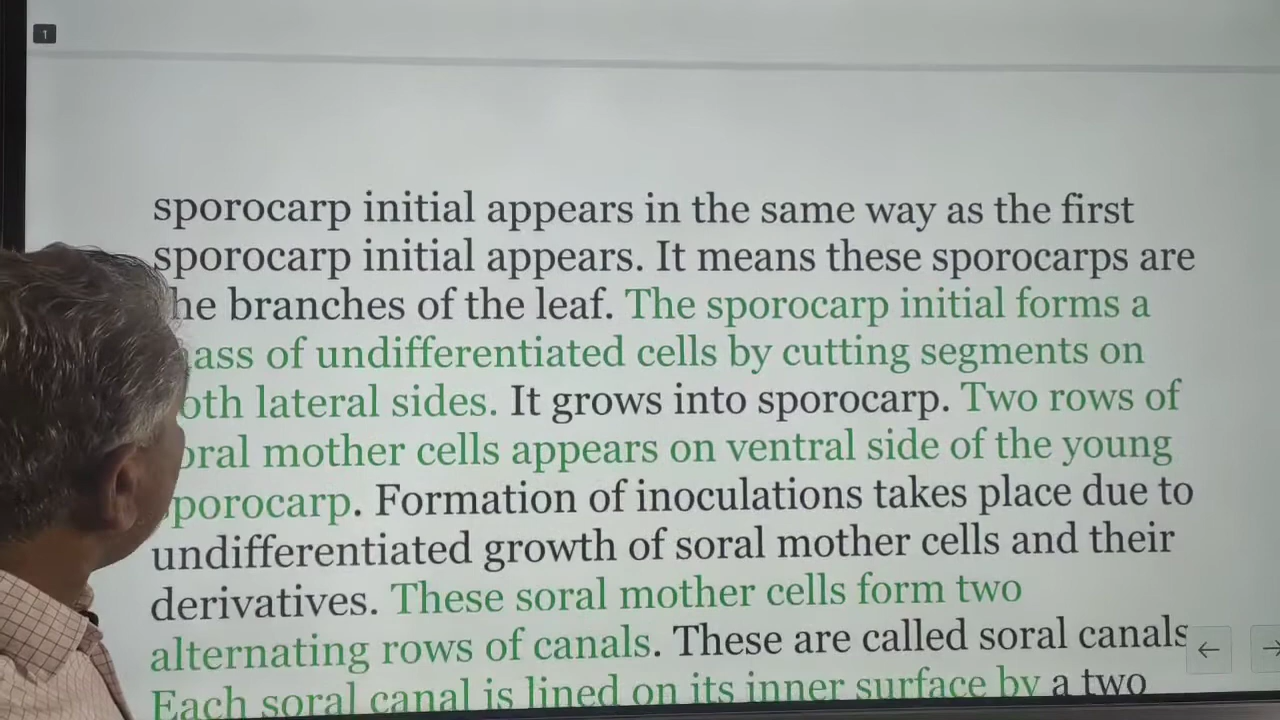 1
sporocarp initial appears in the same way as the first
sporocarp initial appears. It means these sporocarps are
he branches of the leaf. The sporocarp initial forms a
ass of undifferentiated cells by cutting segments on
oth lateral sides. It grows into sporocarp. Two rows of
oral mother cells appears on ventral side of the young
porocarp. Formation of inoculations takes place due to
undifferentiated growth of soral mother cells and their
derivatives. These soral mother cells form two
alternating rows of canals. These are called soral canals
Each soral canal is lined on its inner surface by a two